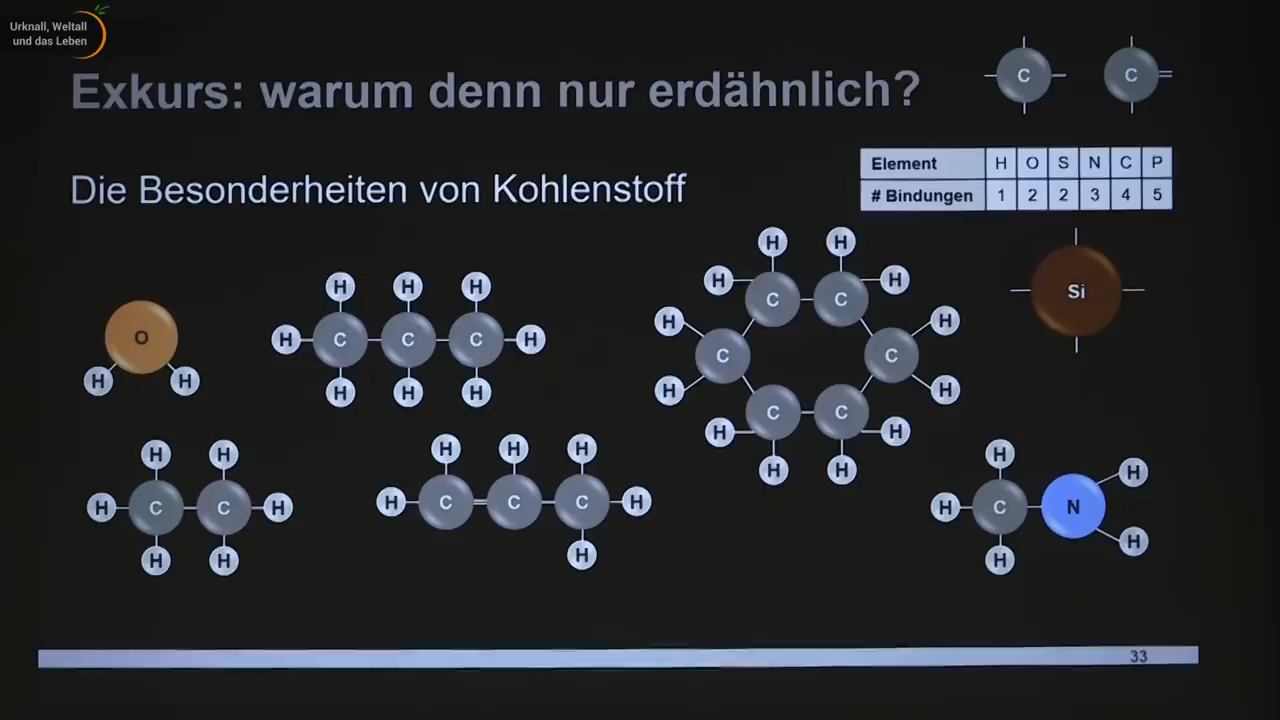 Urknall, Weltall
und das Leben
Exkurs: warum denn nur erdähnlich?
C C
Die Besonderheiten von Kohlenstoff
Element H O S N C P
# Bindungen 1 2 2 3 4 5
H H
H H
Si
H H H
H H
O
C C
H C C C H
C C
H H
H H
H H H
C C
H H
H H
H H
H H H
H H
H H
H C C H
H C C C H
H C N
H H
H
H
H
33